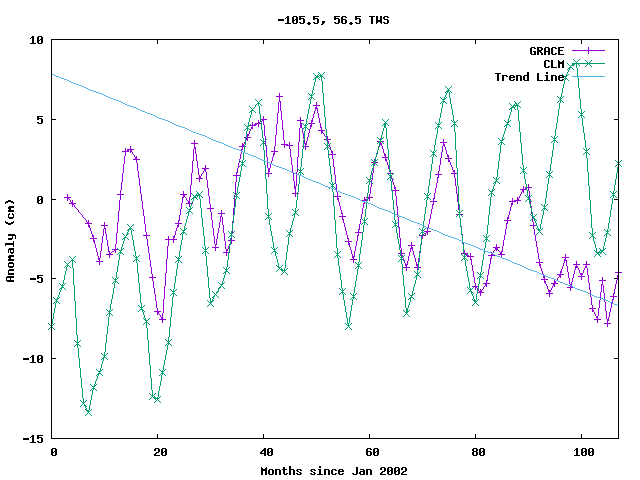 -105.5, 56.5 TWS
GRACE
CLM
Trend Line
10
5
0
-5
-10
-15
Anomaly (cm)
0 20 40 60 80 100
Months since Jan 2002